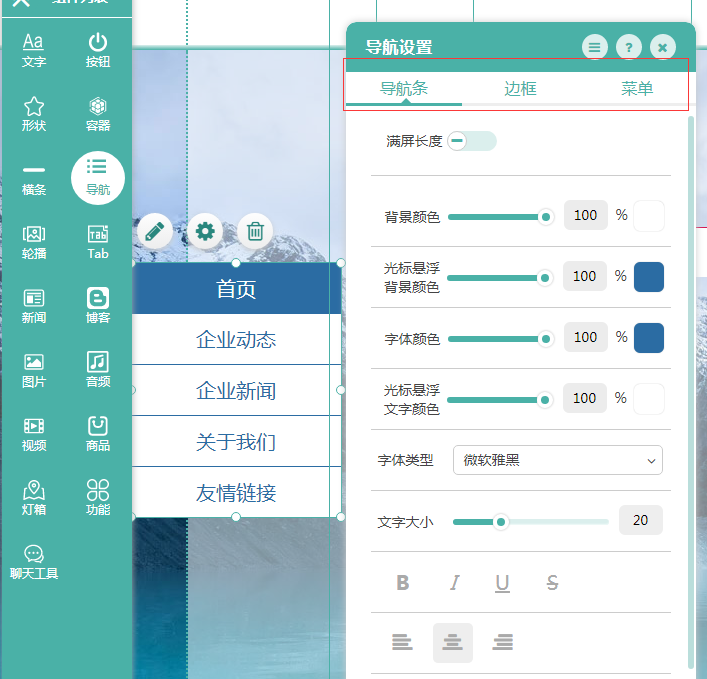 Aa
文字
按钮
形状
容器
横条
导航
轮播
Tab
Tab
新闻
博客
图片
音频
视频
商品
灯箱
功能
聊天工具
首页
企业动态
企业新闻
关于我们
友情链接
导航设置
?
导航条
边框
菜单
满屏长度
背景颜色
100
%
光标悬浮
背景颜色
100
%
字体颜色
100
%
光标悬浮
文字颜色
100
%
字体类型
微软雅黑
文字大小
20
B
I
U
S